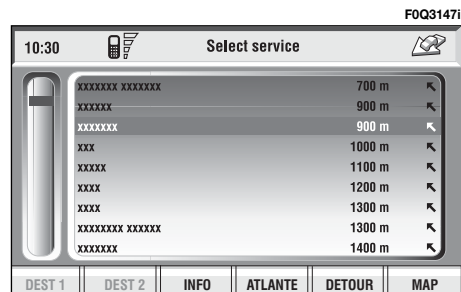 F0Q3147i
10:30 Select service
xxxxxxx xxxxxxx 700 m
xxxxxx 900 m
xxxxxxx 900 m
xxx 1000 m
xxxxx 1100 m
xxxx 1200 m
xxxx 1300 m
xxxxxxxx xxxxxx 1300 m
xxxxxxx 1400 m
DEST 1 DEST 2 INFO ATLANTE DETOUR MAP